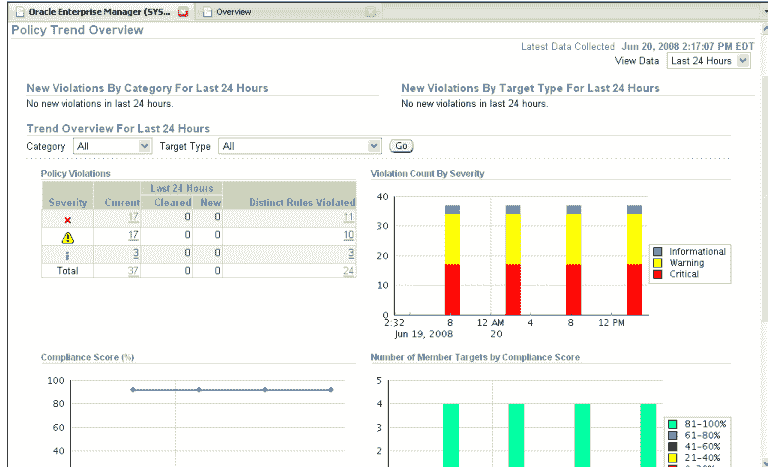 Oracle Enterprise Manager (SYS...
Overview
Policy Trend Overview
Latest Data Collected Jun 20, 2008 2:17:07 PM EDT
View Data Last 24 Hours
New Violations By Category For Last 24 Hours
No new violations in last 24 hours.
New Violations By Target Type For Last 24 Hours
No new violations in last 24 hours.
Trend Overview For Last 24 Hours
Category All Target Type All Go
Policy Violations
Last 24 Hours
Severity Current Cleared New Distinct Rules Violated
17 0 0 11
17 0 0 10
3 0 0 3
Total 37 0 0 24
Violation Count By Severity
40
30
20
10
0
2:32 8 12 AM 4 8 12 PM
Jun 19, 2008 20
Informational
Warning
Critical
Compliance Score (%)
100
80
60
40
Number of Member Targets by Compliance Score
5
4
3
2
81-100%
61-80%
41-60%
21-40%